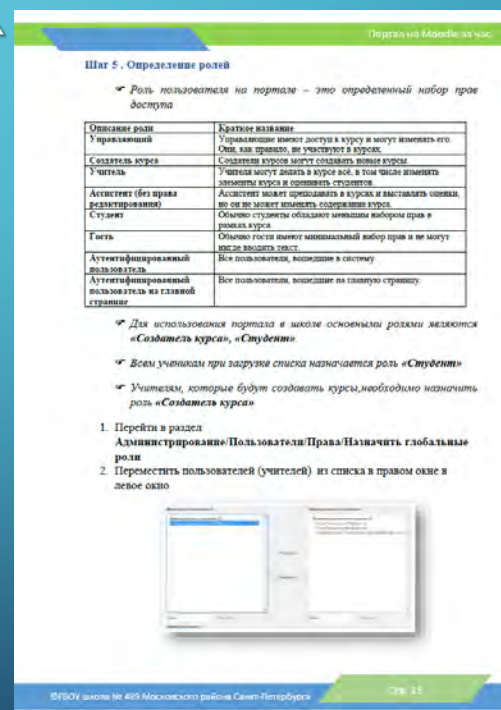 Портал на Moodle за час
Шаг 5 . Определение ролей
Роль пользователя на портале – это определенный набор прав
доступа
Описание роли Краткое название
Управляющий Управляющие имеют доступ к курсу и могут изменять его.
Они, как правило, не участвуют в курсах.
Создатель курса Создатели курсов могут создавать новые курсы.
Учитель Учителя могут делать в курсе всё, в том числе изменять
элементы курса и оценивать студентов.
Ассистент (без права Ассистент может преподавать в курсах и выставлять оценки,
редактирования) но он не может изменять содержание курса.
Студент Обычно студенты обладают меньшим набором прав в
рамках курса.
Гость Обычно гости имеют минимальный набор прав и не могут
нигде вводить текст.
Аутентифицированный Все пользователи, вошедшие в систему.
пользователь
Аутентифицированный Все пользователи, вошедшие на главную страницу.
пользователь на главной
странице
Для использования портала в школе основными ролями являются
«Создатель курса», «Студент»
Всем ученикам при загрузке списка назначается роль «Студент»
Учителям, которые будут создавать курсы,необходимо назначить
роль «Создатель курса»
1. Перейти в раздел
Администрирование/Пользователи/Права/Назначить глобальные
роли
2. Переместить пользователей (учителей) из списка в правом окне в
левое окно
©ГБОУ школа № 489 Московского района Санкт-Петербурга